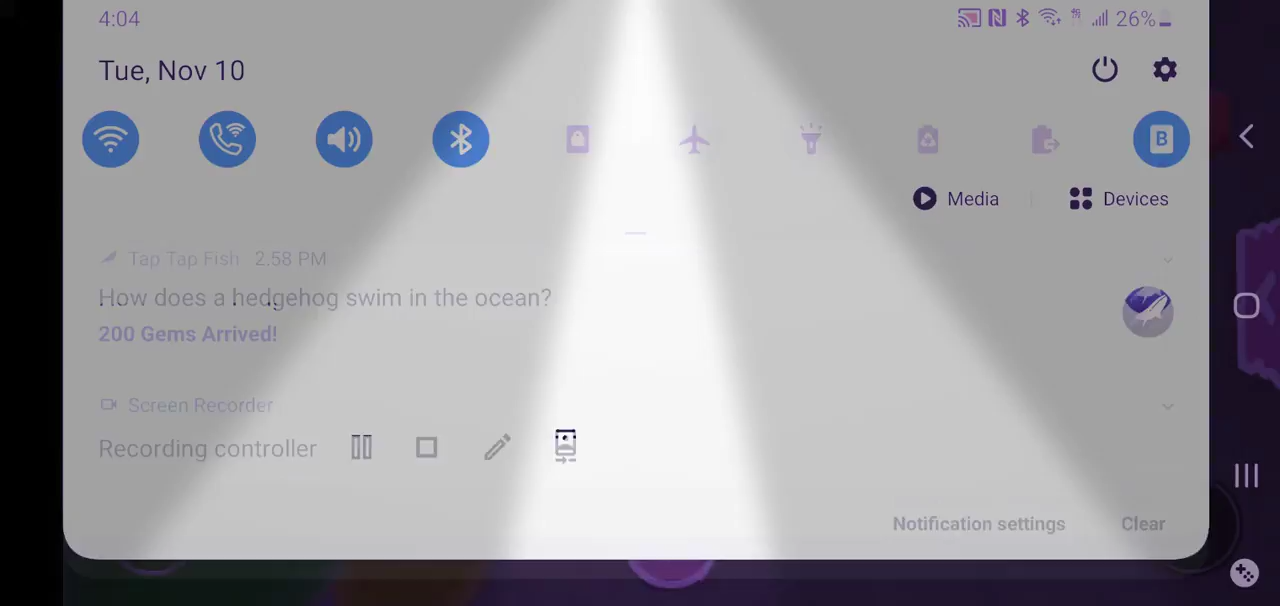 4:04 26%
Tue, Nov 10
B
Media Devices
Tap Tap Fish 2.58 PM
How does a hedgehog swim in the ocean?
200 Gems Arrived!
Screen Recorder
Recording controller
Notification settings Clear